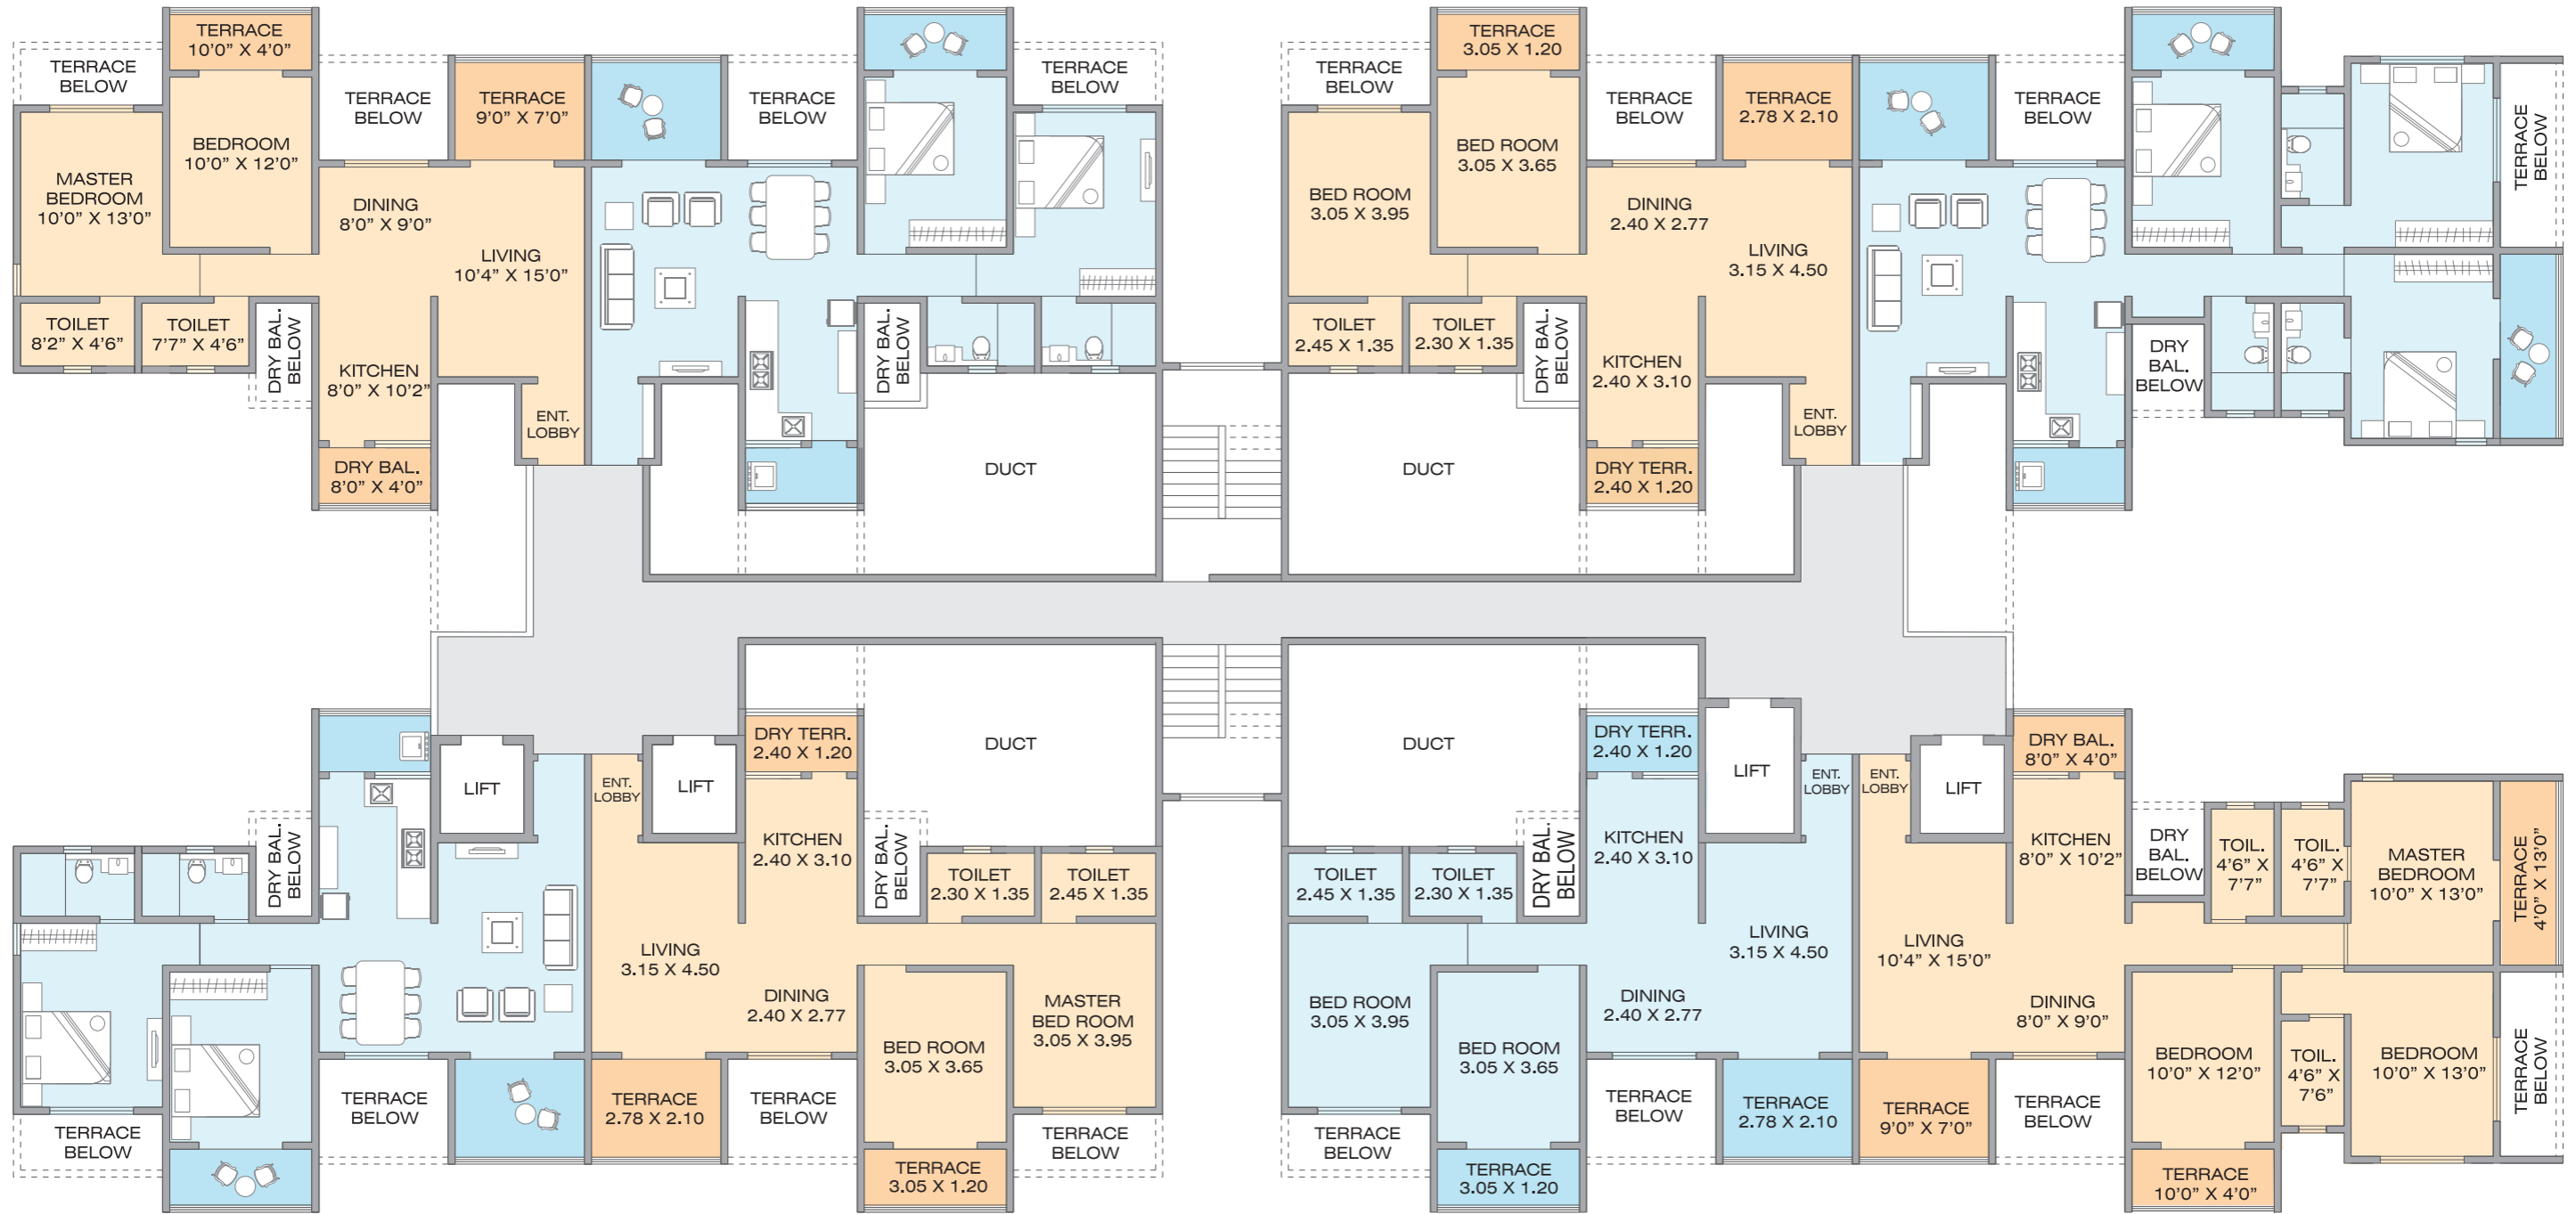 TERRACE
10'0" X 4'0"
TERRACE
BELOW
BEDROOM
10'0" X 12'0"
MASTER
BEDROOM
10'0" X 13'0"
TERRACE
BELOW
TERRACE
9'0" X 7'0"
DINING
8'0" X 9'0"
LIVING
10'4" X 15'0"
TOILET
8'2" X 4'6"
TOILET
7'7" X 4'6"
DRY BAL.
BELOW
KITCHEN
8'0" X 10'2"
ENT.
LOBBY
DRY BAL.
8'0" X 4'0"
TERRACE
BELOW
TERRACE
BELOW
DRY BAL.
BELOW
DUCT
TERRACE
BELOW
TERRACE
3.05 X 1.20
BED ROOM
3.05 X 3.65
BED ROOM
3.05 X 3.95
TERRACE
BELOW
TERRACE
2.78 X 2.10
DINING
2.40 X 2.77
LIVING
3.15 X 4.50
TOILET
2.45 X 1.35
TOILET
2.30 X 1.35
DRY BAL.
BELOW
KITCHEN
2.40 X 3.10
ENT.
LOBBY
DUCT
DRY TERR.
2.40 X 1.20
TERRACE
BELOW
TERRACE
BELOW
DRY
BAL.
BELOW
LIFT
ENT.
LOBBY
LIFT
DRY TERR.
2.40 X 1.20
DUCT
DRY BAL.
BELOW
KITCHEN
2.40 X 3.10
DRY BAL.
BELOW
TOILET
2.30 X 1.35
TOILET
2.45 X 1.35
LIVING
3.15 X 4.50
DINING
2.40 X 2.77
MASTER
BED ROOM
3.05 X 3.95
BED ROOM
3.05 X 3.65
TERRACE
BELOW
TERRACE
BELOW
TERRACE
2.78 X 2.10
TERRACE
BELOW
TERRACE
BELOW
TERRACE
3.05 X 1.20
DUCT
DRY TERR.
2.40 X 1.20
LIFT
ENT.
LOBBY
ENT.
LOBBY
LIFT
DRY BAL.
8'0" X 4'0"
TOILET
2.45 X 1.35
TOILET
2.30 X 1.35
DRY BAL.
BELOW
KITCHEN
2.40 X 3.10
KITCHEN
8'0" X 10'2"
DRY
BAL.
BELOW
TOIL.
4'6" X
7'7"
TOIL.
4'6" X
7'7"
MASTER
BEDROOM
10'0" X 13'0"
TERRACE
4'0" X 13'0"
LIVING
3.15 X 4.50
LIVING
10'4" X 15'0"
BED ROOM
3.05 X 3.95
BED ROOM
3.05 X 3.65
DINING
2.40 X 2.77
DINING
8'0" X 9'0"
BEDROOM
10'0" X 12'0"
TOIL.
4'6" X
7'6"
BEDROOM
10'0" X 13'0"
TERRACE
BELOW
TERRACE
BELOW
TERRACE
BELOW
TERRACE
2.78 X 2.10
TERRACE
9'0" X 7'0"
TERRACE
BELOW
TERRACE
3.05 X 1.20
TERRACE
10'0" X 4'0"